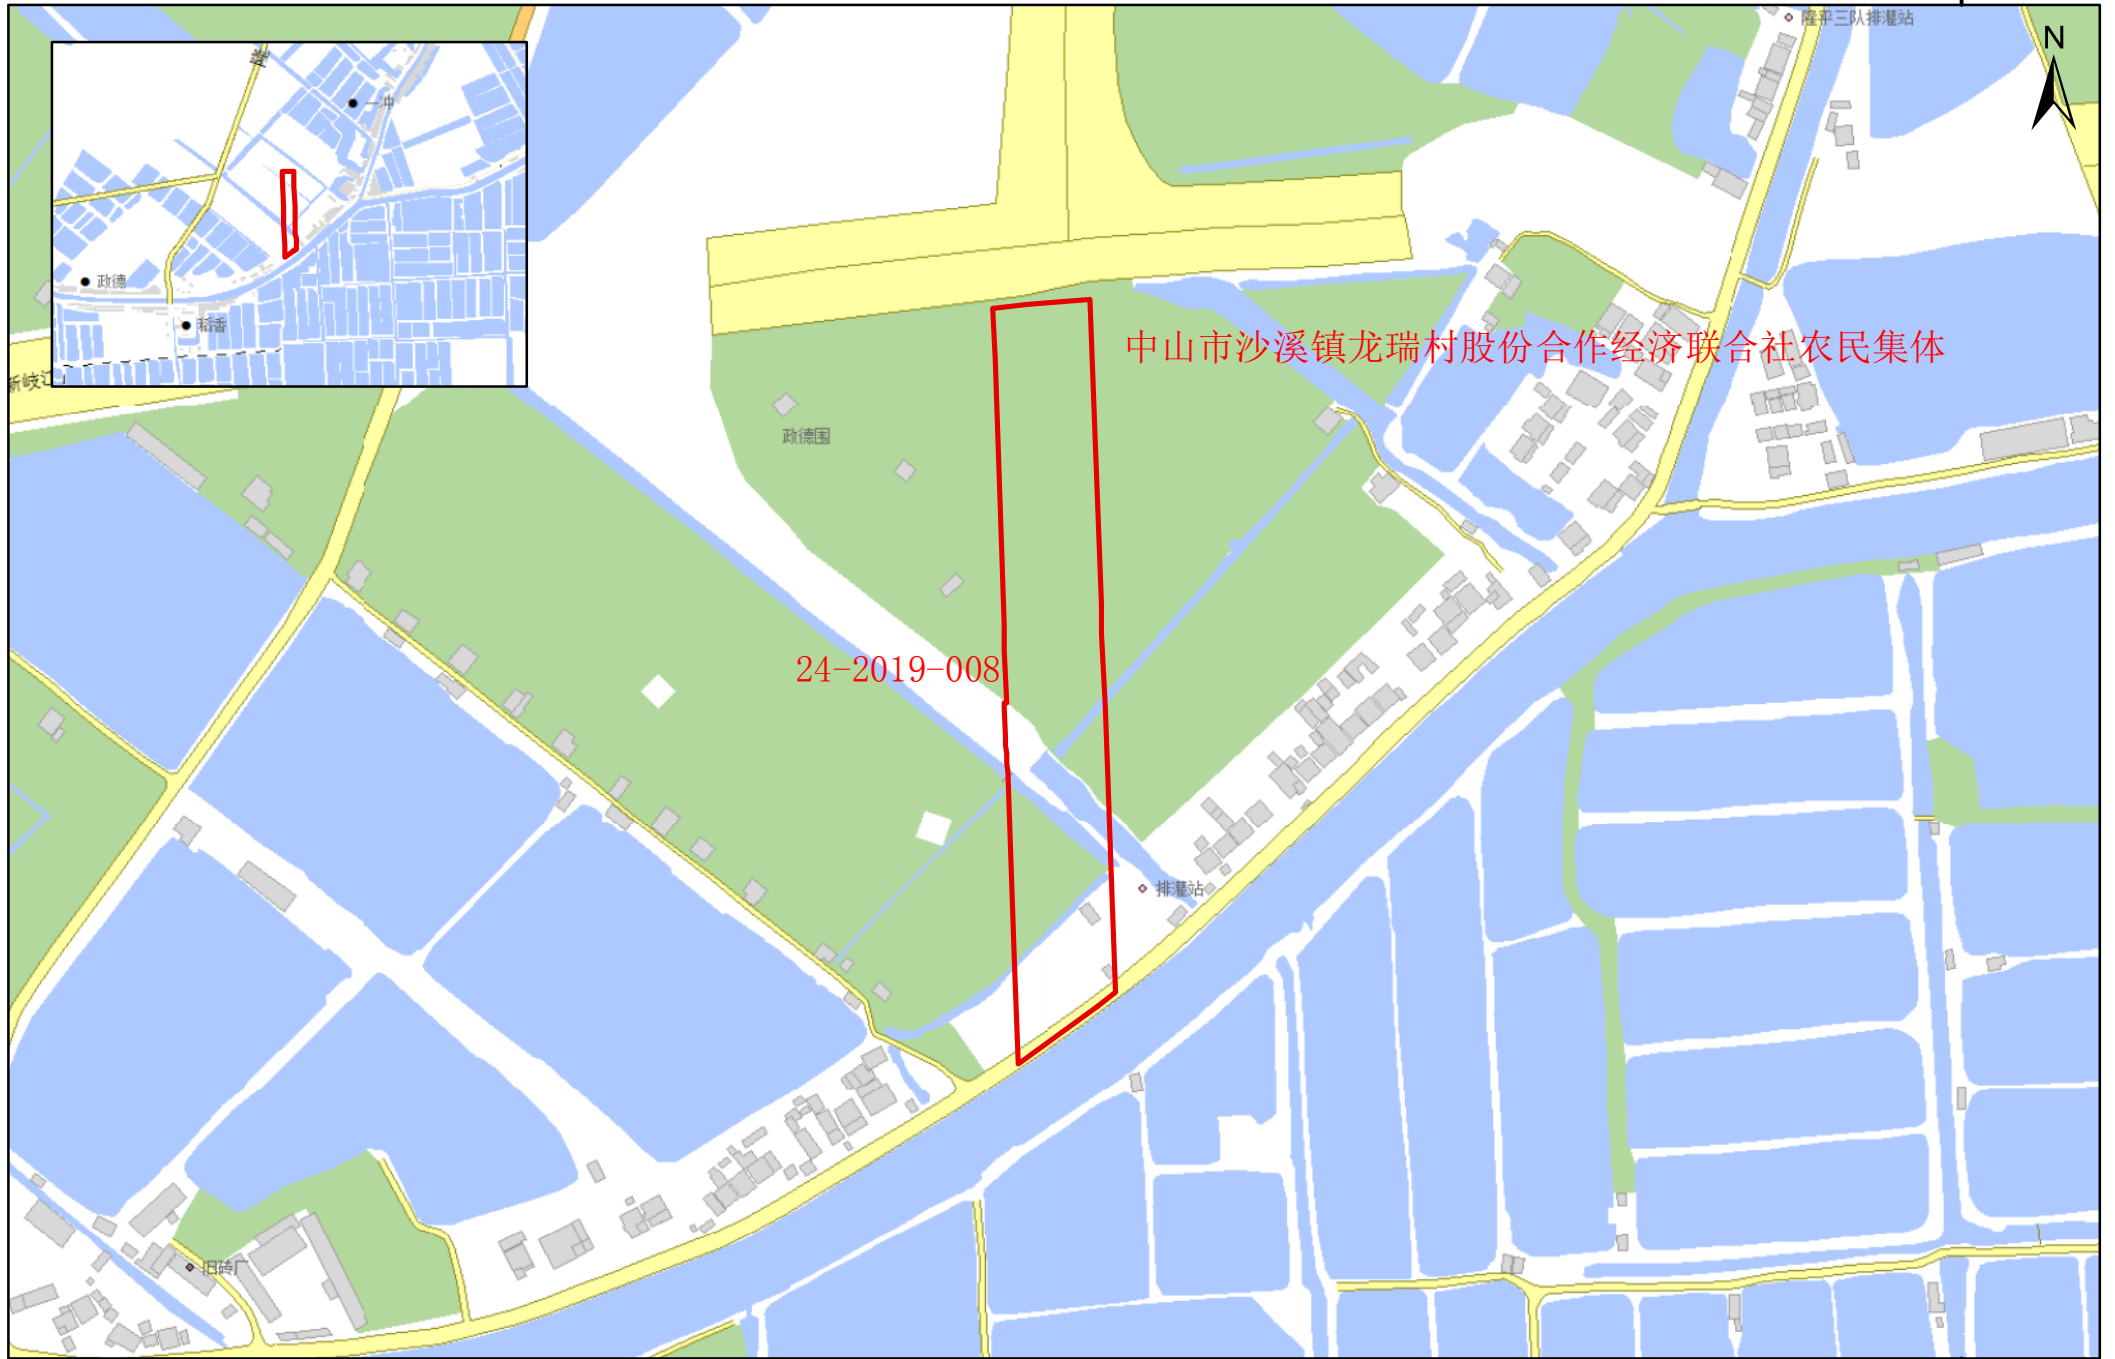 隆平三队排灌站
N
隆
一冲
政德
稻香
新岐江
中山市沙溪镇龙瑞村股份合作经济联合社农民集体
政德围
24-2019-008
排灌站
旧砖厂